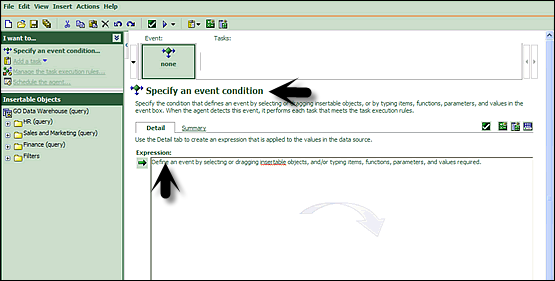 File Edit View Insert Actions Help
I want to...
Specify an event condition...
Add a task
Manage the task execution rules...
Schedule the agent...
Insertable Objects
GO Data Warehouse (query)
HR (query)
Sales and Marketing (query)
Finance (query)
Filters
Event: Tasks:
none
Specify an event condition
Specify the condition that defines an event by selecting or dragging insertable objects, or by typing items, functions, parameters, and values in the
event box. When the agent detects this event, it performs each task that meets the task execution rules.
Detail Summary
Use the Detail tab to create an expression that is applied to the values in the data source.
Expression:
Define an event by selecting or dragging insertable objects, and/or typing items, functions, parameters, and values required.